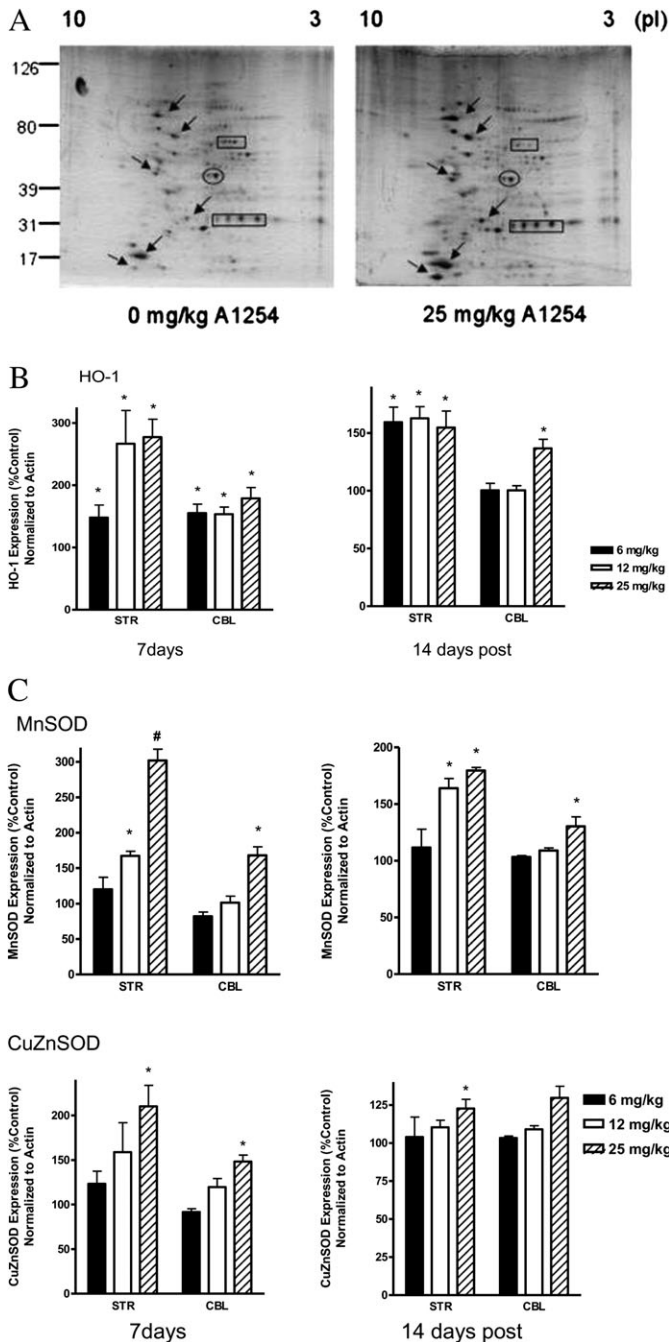 A
10 3 10 3 (pI)
126
80
39
31
17
0 mg/kg A1254 25 mg/kg A1254
B
HO-1
HO-1 Expression (%Control)
Normalized to Actin
300
200
100
0
* * * * * *
STR CBL
7days
150
100
50
0
* * * *
STR CBL
14 days post
6 mg/kg
12 mg/kg
25 mg/kg
C
MnSOD
MnSOD Expression (%Control)
Normalized to Actin
300
250
200
150
100
50
0
* # *
STR CBL
MnSOD Expression (%Control)
Normalized to Actin
200
150
100
50
0
* * *
STR CBL
CuZnSOD
CuZnSOD Expression (%Control)
Normalized to Actin
200
150
100
50
0
* *
STR CBL
7days
CuZnSOD Expression (%Control)
Normalized to Actin
125
100
75
50
25
0
*
STR CBL
14 days post
6 mg/kg
12 mg/kg
25 mg/kg